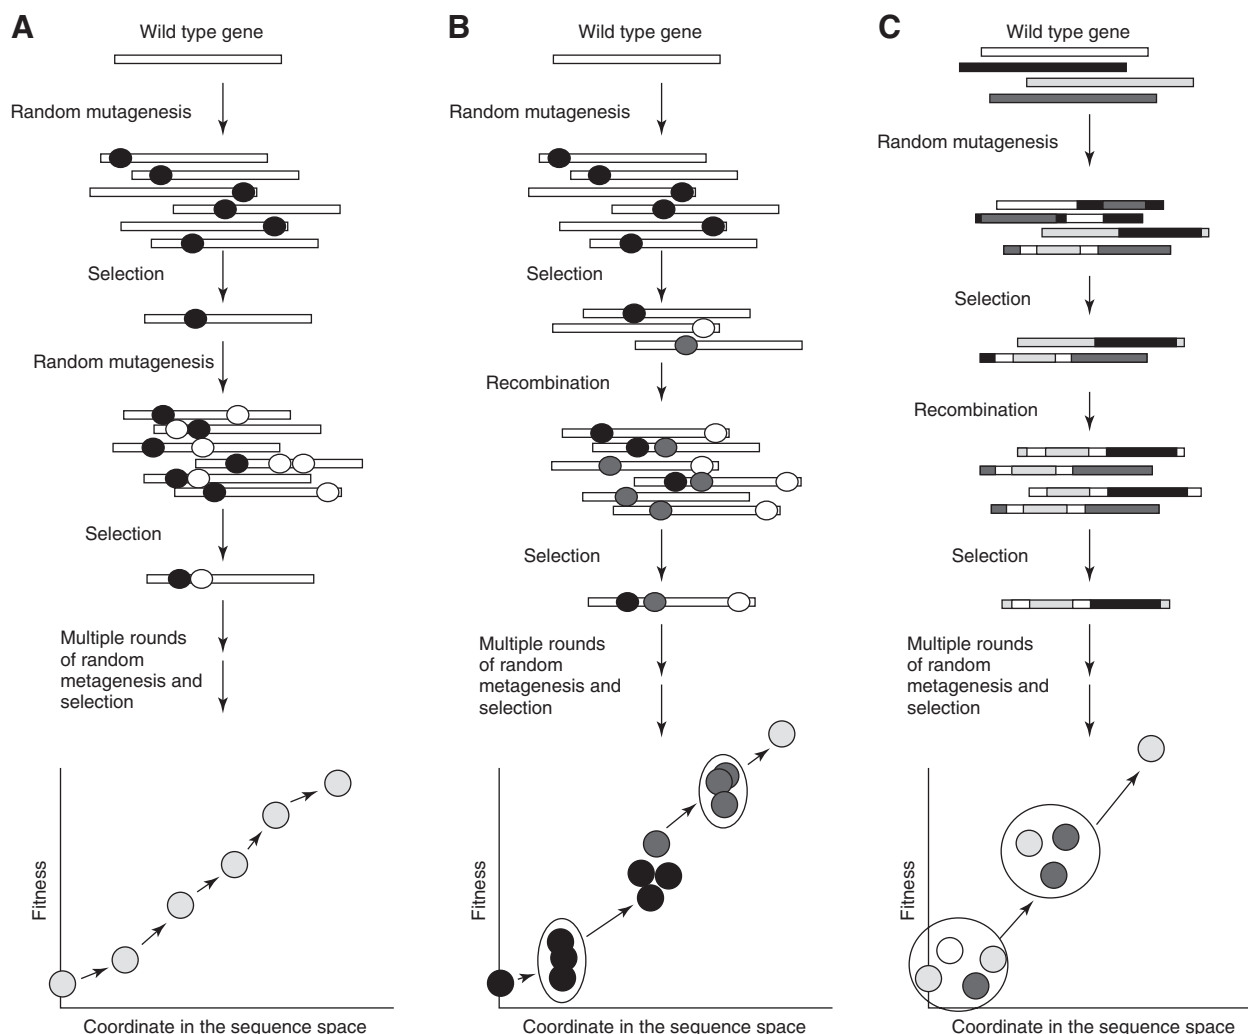 A
Wild type gene
Random mutagenesis
Selection
Random mutagenesis
Selection
Multiple rounds
of random
metagenesis and
selection
Fitness
Coordinate in the sequence space
B
Wild type gene
Random mutagenesis
Selection
Recombination
Selection
Multiple rounds
of random
metagenesis and
selection
Fitness
Coordinate in the sequence space
C
Wild type gene
Random mutagenesis
Selection
Recombination
Selection
Multiple rounds
of random
metagenesis and
selection
Fitness
Coordinate in the sequence space